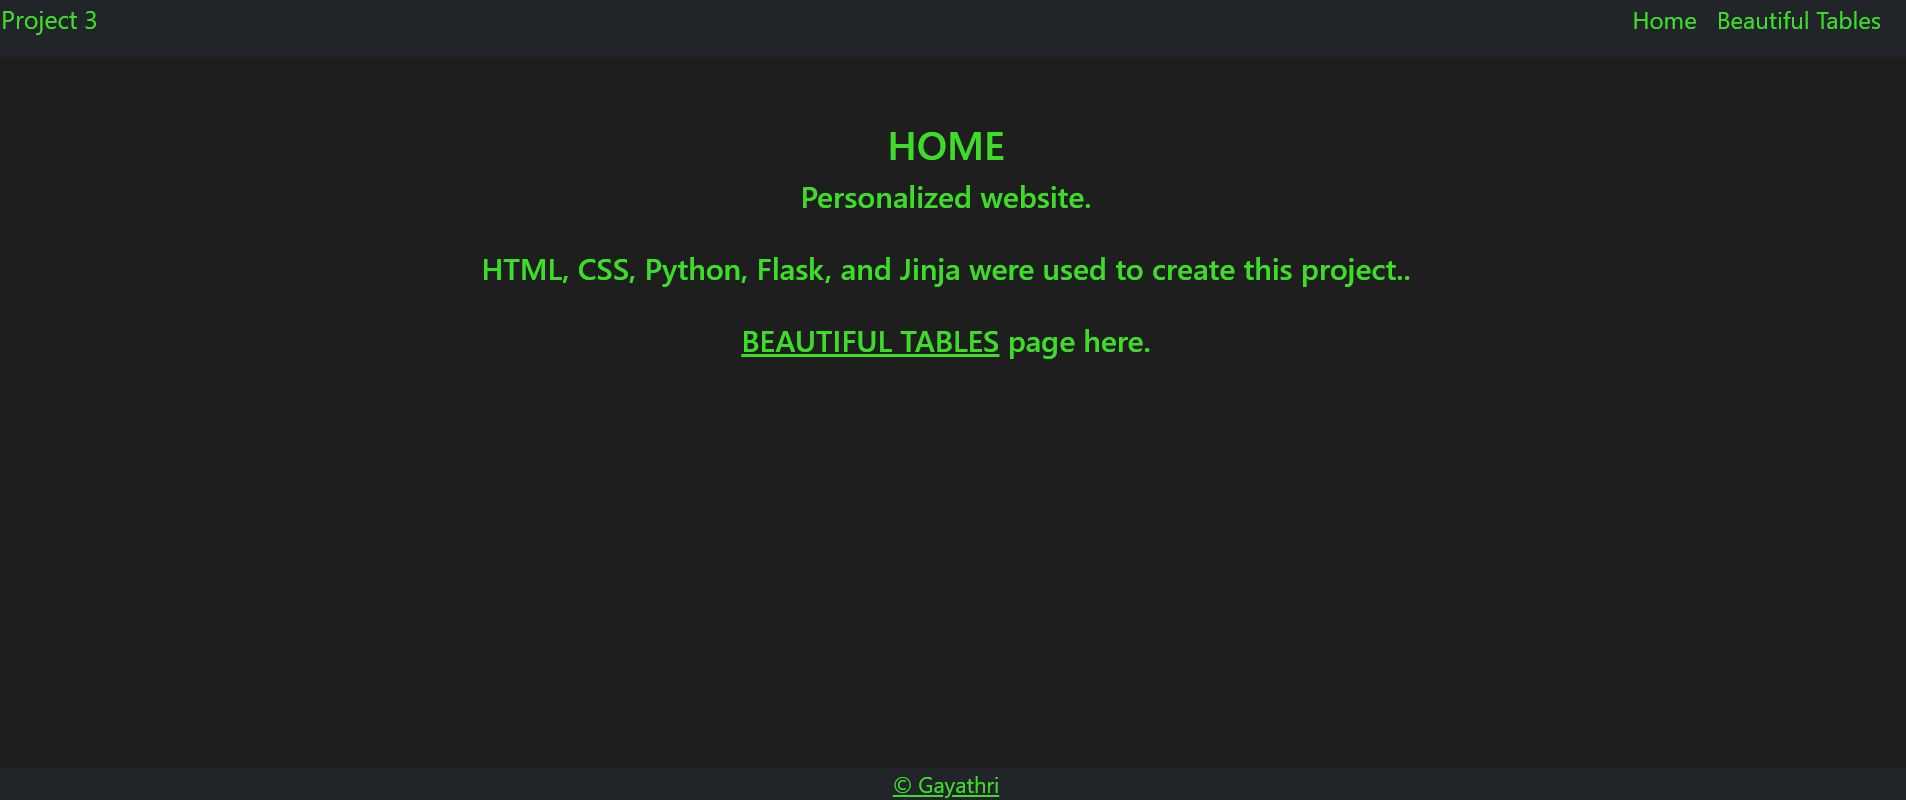 Project 3
Home
Beautiful Tables
HOME
Personalized website.
HTML, CSS, Python, Flask, and Jinja were used to create this project..
BEAUTIFUL TABLES page here.
© Gayathri